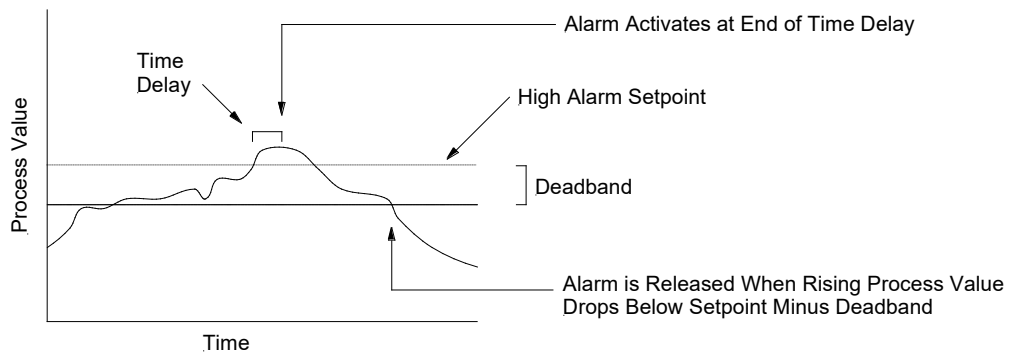 Alarm Activates at End of Time Delay
Time
Delay
High Alarm Setpoint
Process Value
Deadband
Alarm is Released When Rising Process Value
Drops Below Setpoint Minus Deadband
Time